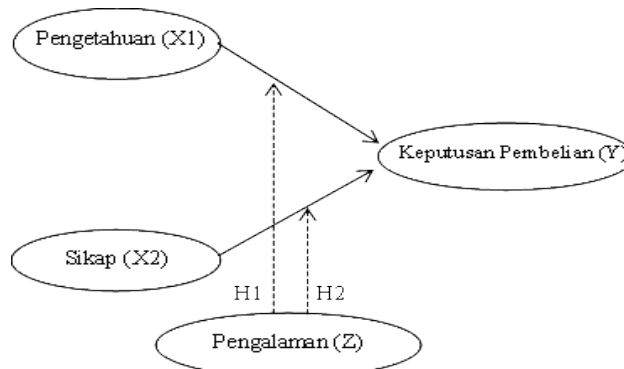 Pengetahuan (X1)
Keputusan Pembelian (Y)
Sikap (X2)
H1
H2
Pengalaman (Z)